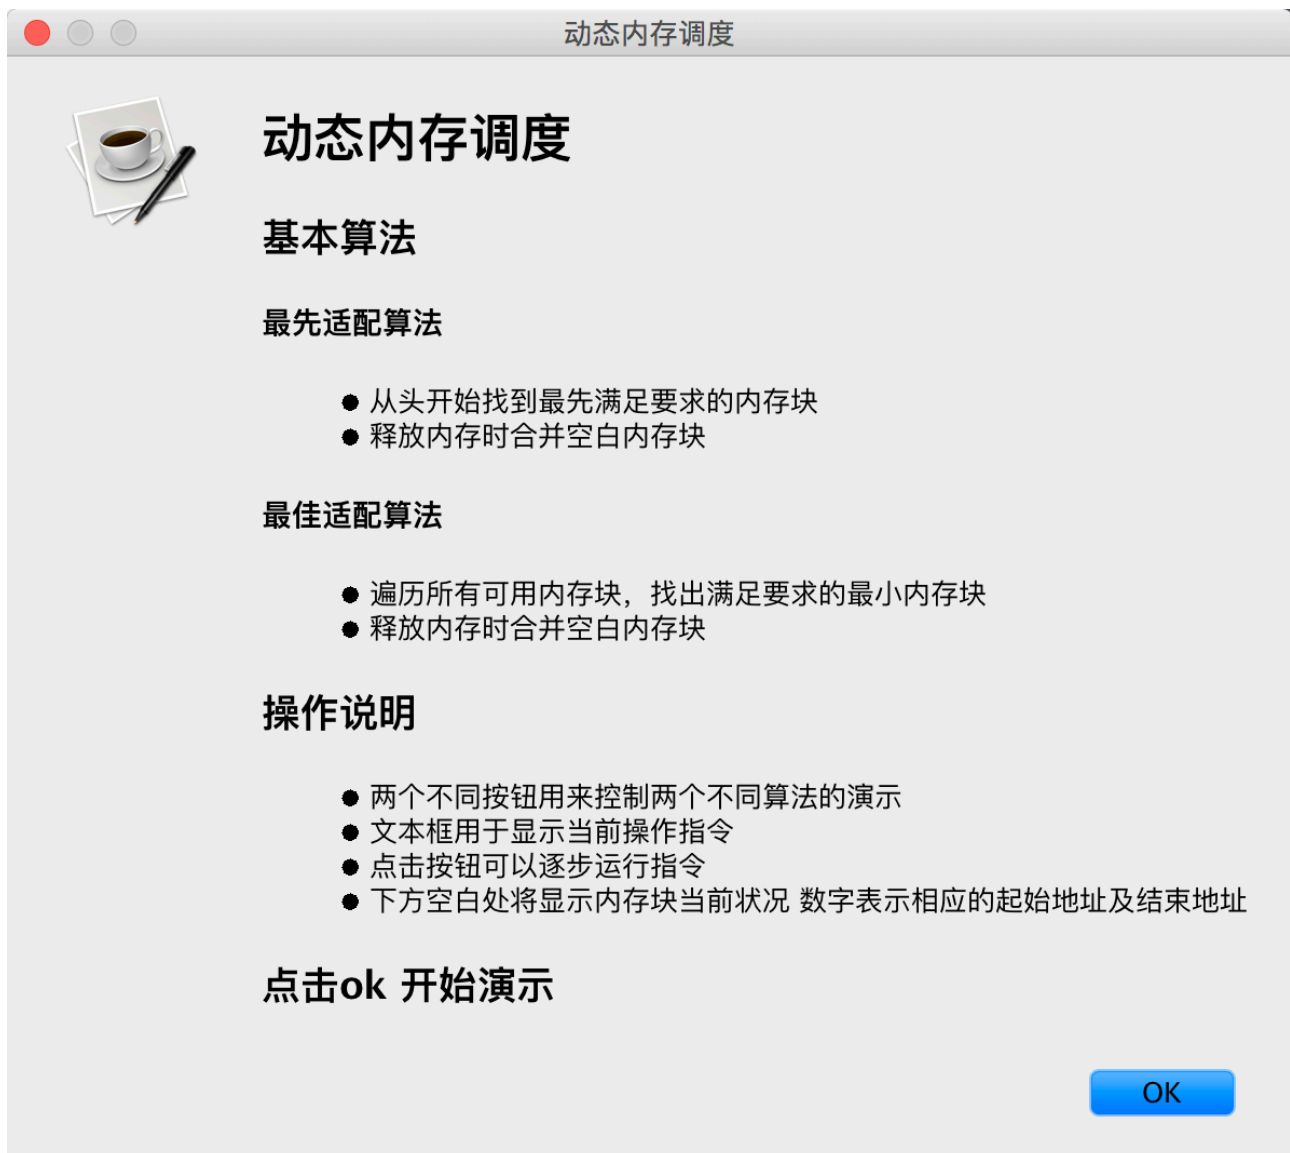 动态内存调度
动态内存调度
基本算法
最先适配算法
● 从头开始找到最先满足要求的内存块
● 释放内存时合并空白内存块
最佳适配算法
● 遍历所有可用内存块，找出满足要求的最小内存块
● 释放内存时合并空白内存块
操作说明
● 两个不同按钮用来控制两个不同算法的演示
● 文本框用于显示当前操作指令
● 点击按钮可以逐步运行指令
● 下方空白处将显示内存块当前状况 数字表示相应的起始地址及结束地址
点击ok 开始演示
OK